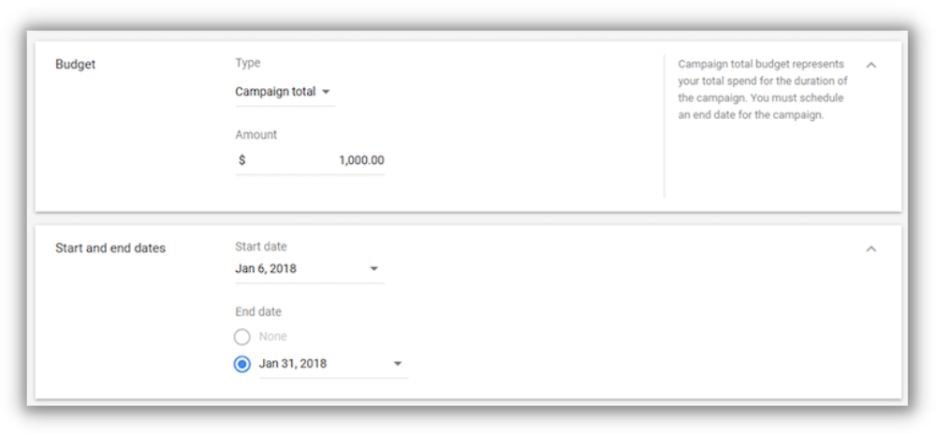 Budget
Type
Campaign total
Amount
$ 1,000.00
Campaign total budget represents
your total spend for the duration of
the campaign. You must schedule
an end date for the campaign.
Start and end dates
Start date
Jan 6, 2018
End date
None
Jan 31, 2018